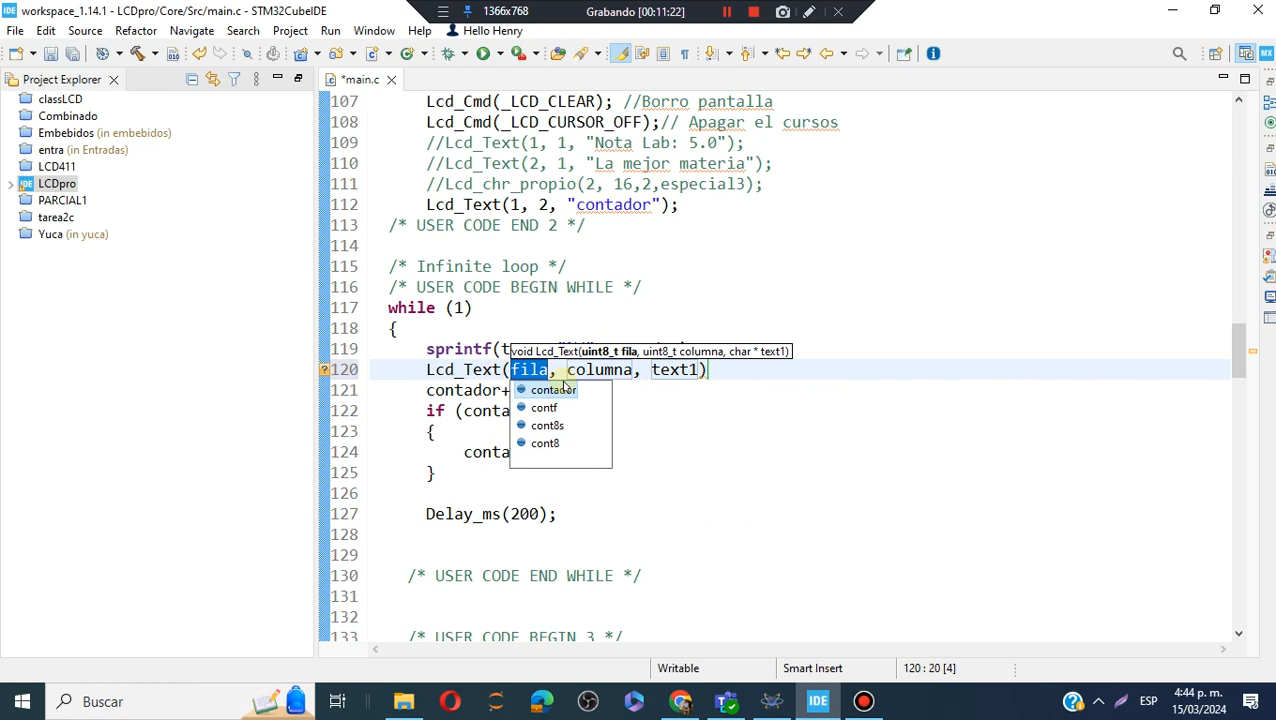 workspace_1.14.1 - LCDpro/Core/Src/main.c - STM32CubeIDE
1366x768
Grabando [00:11:22]
File Edit Source Refactor Navigate Search Project Run Window Help Hello Henry
Project Explorer
*main.c
classLCD
Combinado
Embebidos (in embebidos)
entra (in Entradas)
LCD411
LCDpro
PARCIAL1
tarea2c
Yuca (in yuca)
107 Lcd_Cmd(_LCD_CLEAR); //Borro pantalla
108 Lcd_Cmd(_LCD_CURSOR_OFF);// Apagar el cursos
109 //Lcd_Text(1, 1, "Nota Lab: 5.0");
110 //Lcd_Text(2, 1, "La mejor materia");
111 //Lcd_chr_propio(2, 16,2,especial3);
112 Lcd_Text(1, 2, "contador");
113 /* USER CODE END 2 */
114
115 /* Infinite loop */
116 /* USER CODE BEGIN WHILE */
117 while (1)
118 {
119 sprintf(t
void Lcd_Text(uint8_t fila, uint8_t columna, char * text1)
120 Lcd_Text(fila, columna, text1)
121 contador+
contador
122 if (conta
contf
123 {
cont8s
124 conta
cont8
125 }
126
127 Delay_ms(200);
128
129
130 /* USER CODE END WHILE */
131
132
133 /* USER CODE BEGIN 3 */
Writable
Smart Insert
120 : 20 [4]
Buscar
ESP
4:44 p. m.
15/03/2024